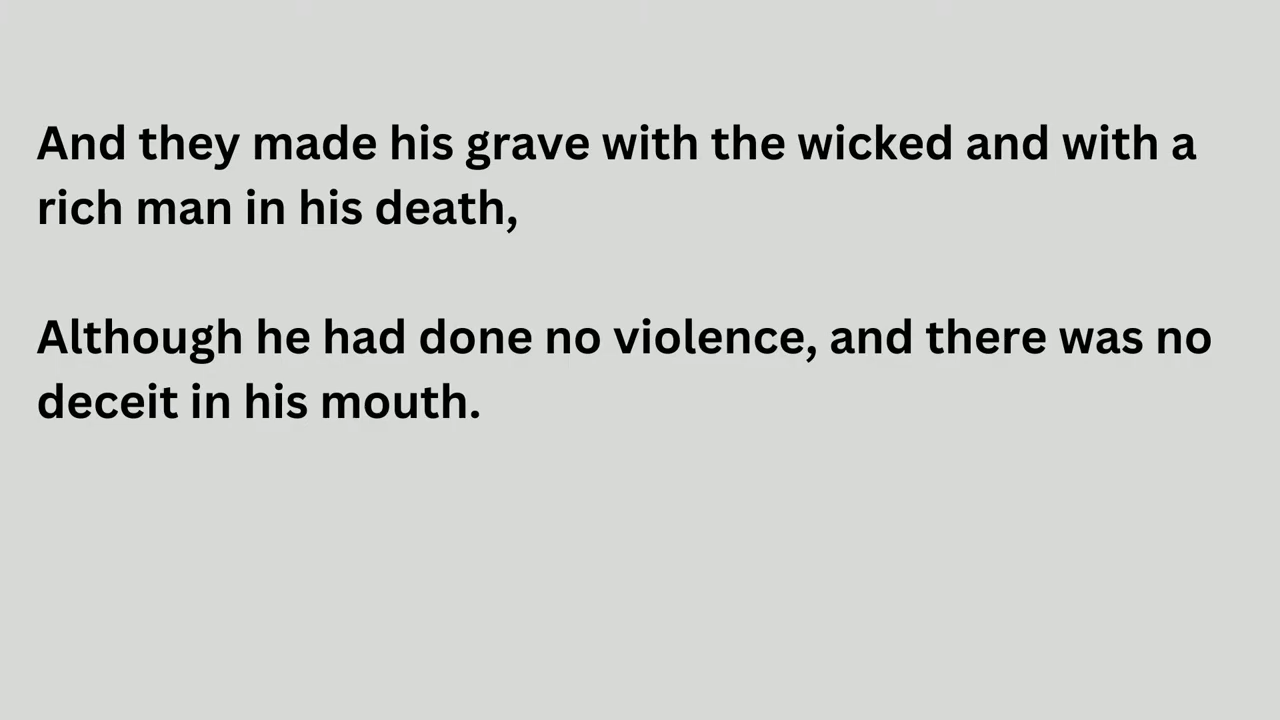 And they made his grave with the wicked and with a
rich man in his death,
Although he had done no violence, and there was no
deceit in his mouth.